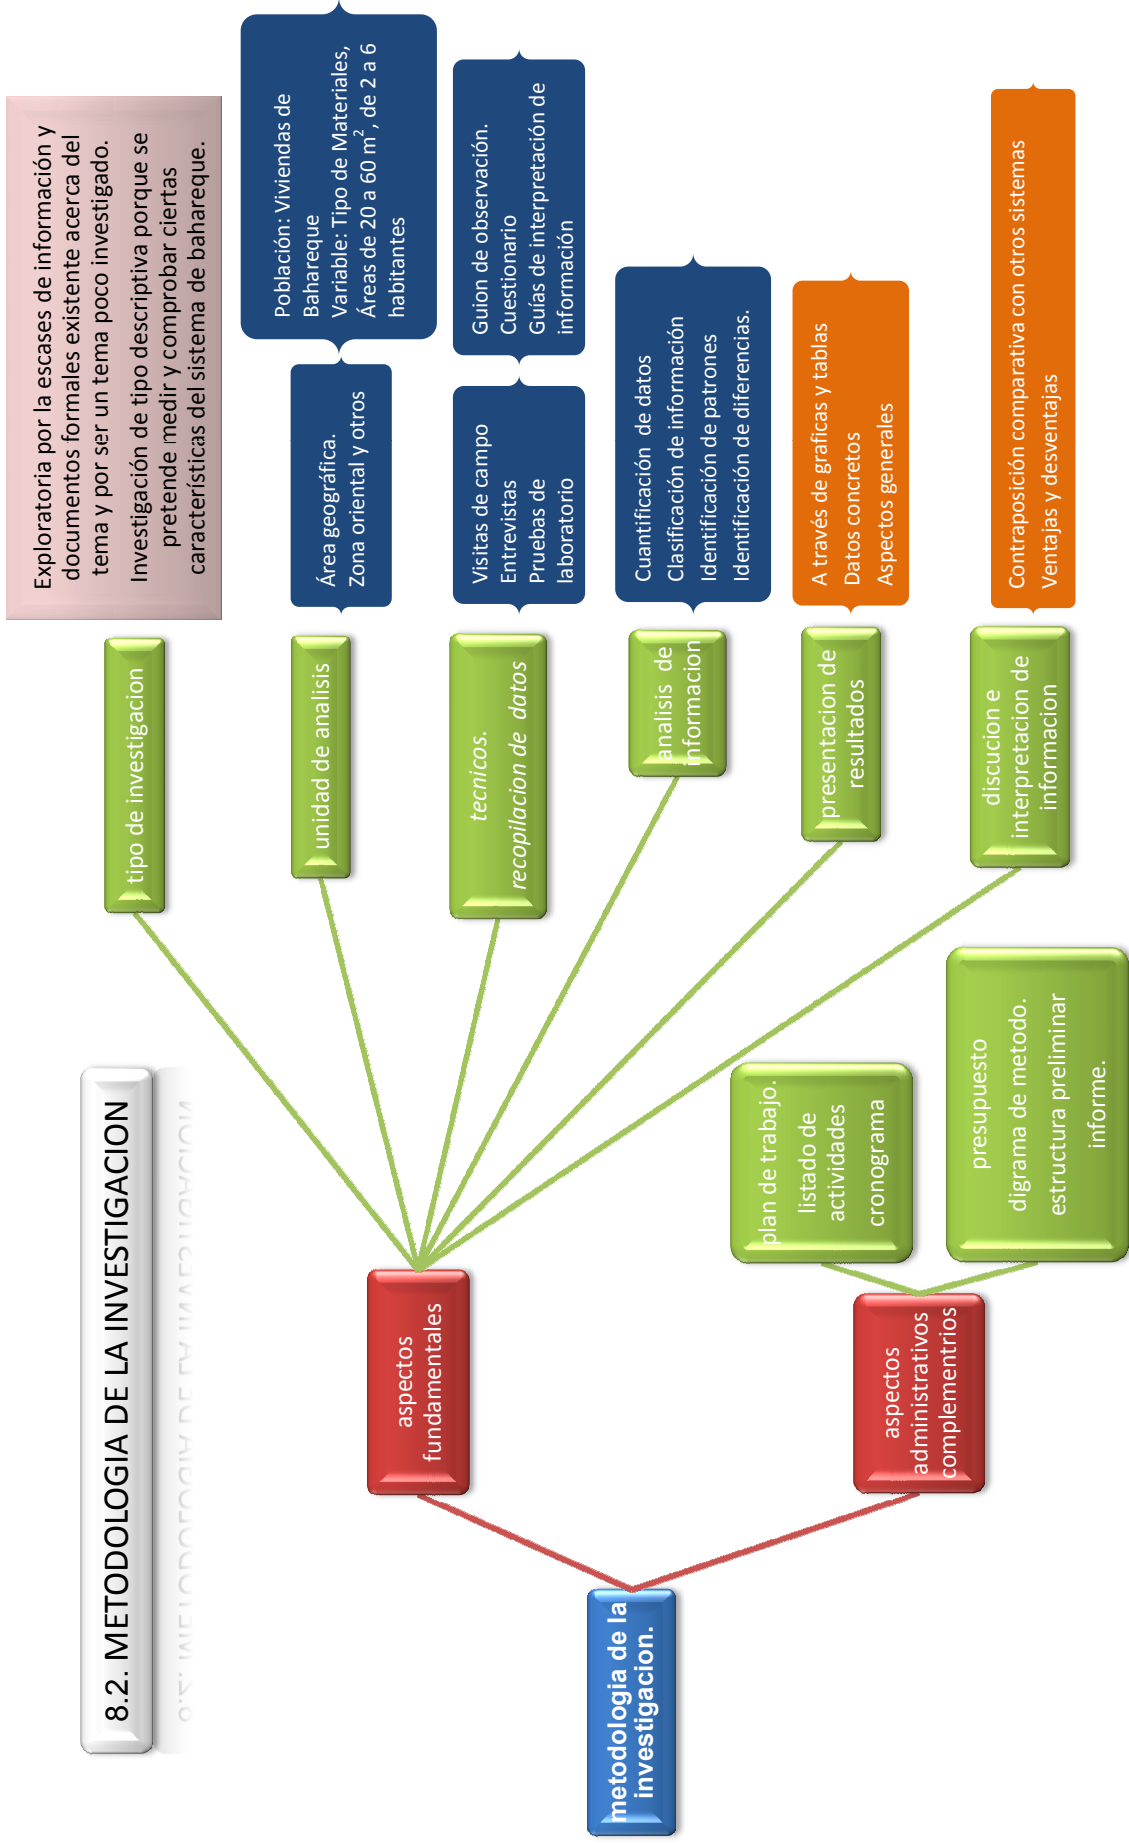 8.2. METODOLOGIA DE LA INVESTIGACION
metodologia de la
investigacion.
aspectos
fundamentales
tipo de investigacion
Exploratoria por la escases de información y
documentos formales existente acerca del
tema y por ser un tema poco investigado.
Investigación de tipo descriptiva porque se
pretende medir y comprobar ciertas
características del sistema de bahareque.
unidad de analisis
Área geográfica.
Zona oriental y otros
Población: Viviendas de
Bahareque
Variable: Tipo de Materiales,
Áreas de 20 a 60 m², de 2 a 6
habitantes
tecnicos.
recopilacion de datos
Visitas de campo
Entrevistas
Pruebas de
laboratorio
Guion de observación.
Cuestionario
Guías de interpretación de
información
analisis de
informacion
Cuantificación de datos
Clasificación de información
Identificación de patrones
Identificación de diferencias.
presentacion de
resultados
A través de graficas y tablas
Datos concretos
Aspectos generales
discucion e
interpretacion de
informacion
Contraposición comparativa con otros sistemas
Ventajas y desventajas
aspectos
administrativos
complementrios
plan de trabajo.
listado de
actividades
cronograma
presupuesto
digrama de metodo.
estructura preliminar
informe.